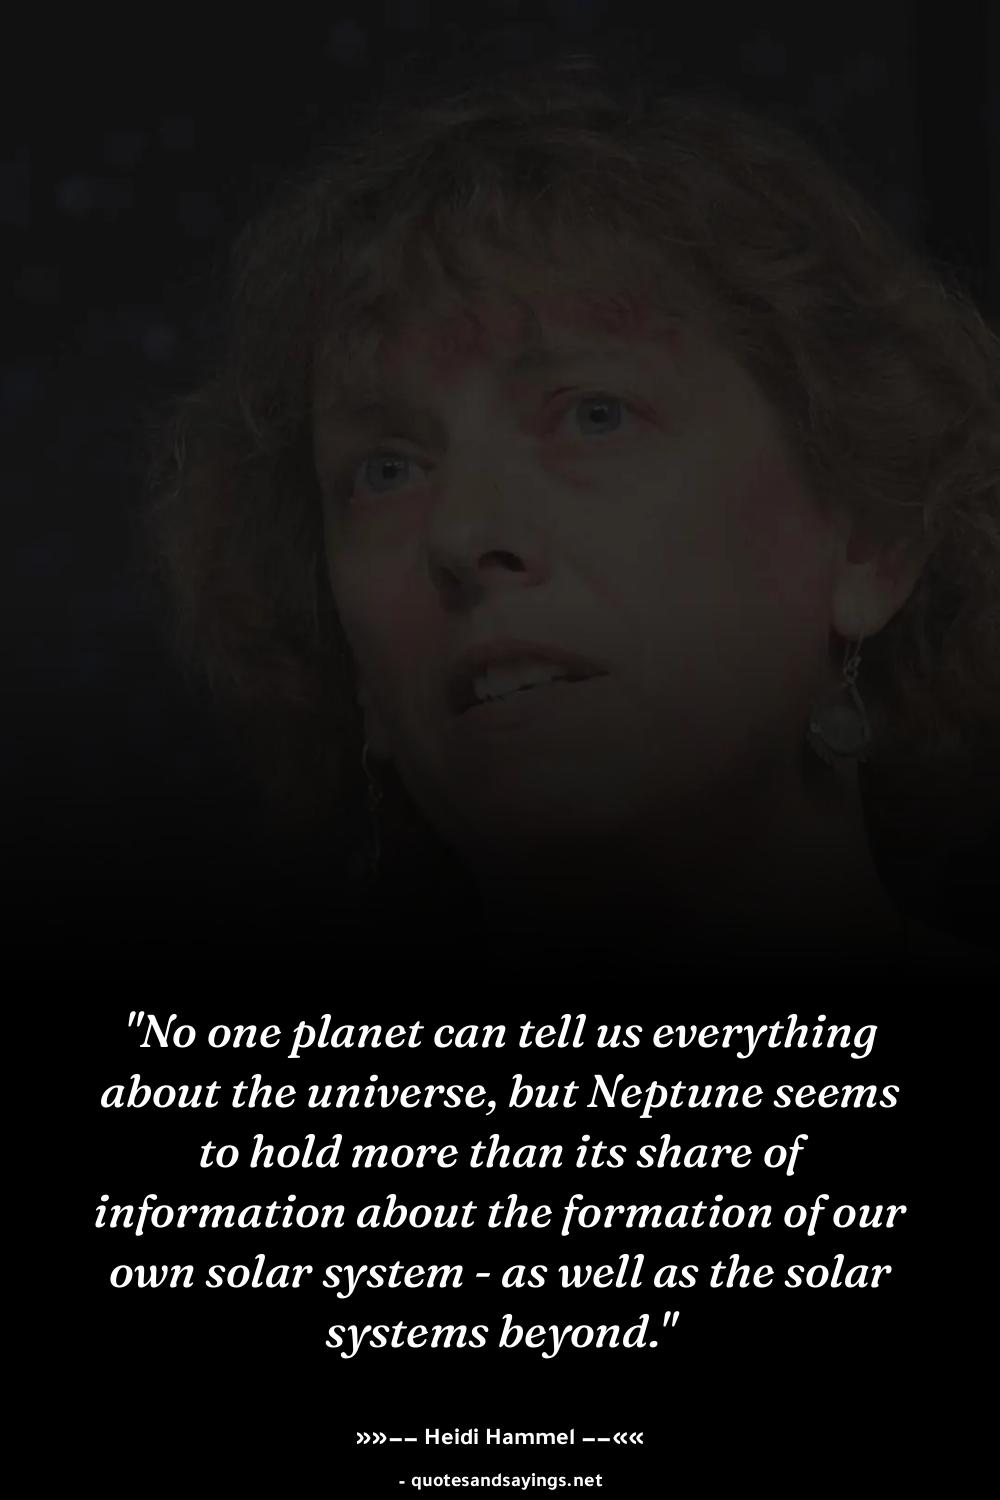 "No one planet can tell us everything
about the universe, but Neptune seems
to hold more than its share of
information about the formation of our
own solar system - as well as the solar
systems beyond."
»»−− Heidi Hammel −−««
- quotesandsayings.net